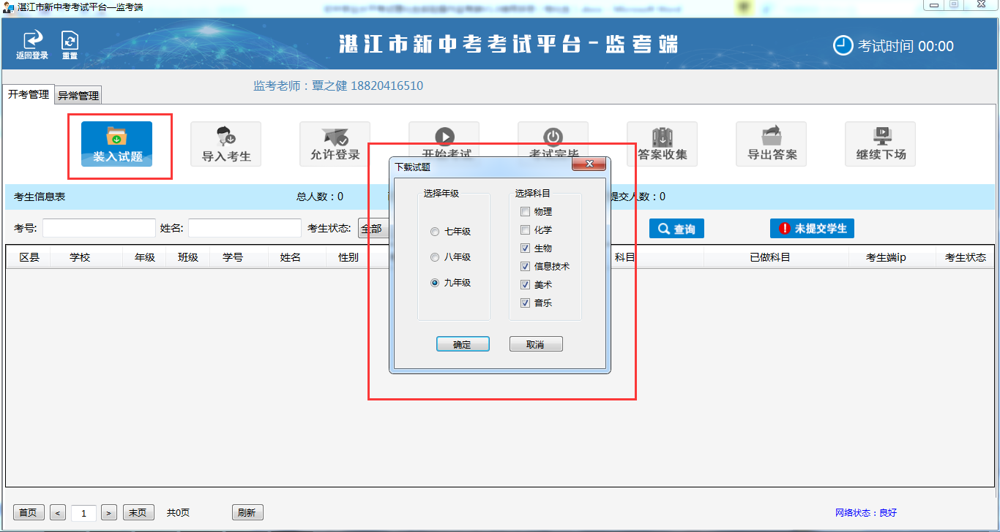 湛江市新中考考试平台—监考端
返回登录
重置
湛江市新中考考试平台-监考端
考试时间 00:00
开考管理
异常管理
监考老师：覃之健 18820416510
装入试题
导入考生
允许登录
开始考试
考试完毕
答案收集
导出答案
继续下场
考生信息表
总人数：0
提交人数：0
考号:
姓名:
考生状态:
全部
查询
未提交学生
区县
学校
年级
班级
学号
姓名
性别
科目
已做科目
考生端ip
考生状态
下载试题
选择年级
七年级
八年级
九年级
选择科目
物理
化学
生物
信息技术
美术
音乐
确定
取消
首页
<
1
>
末页
共0页
刷新
网络状态：良好